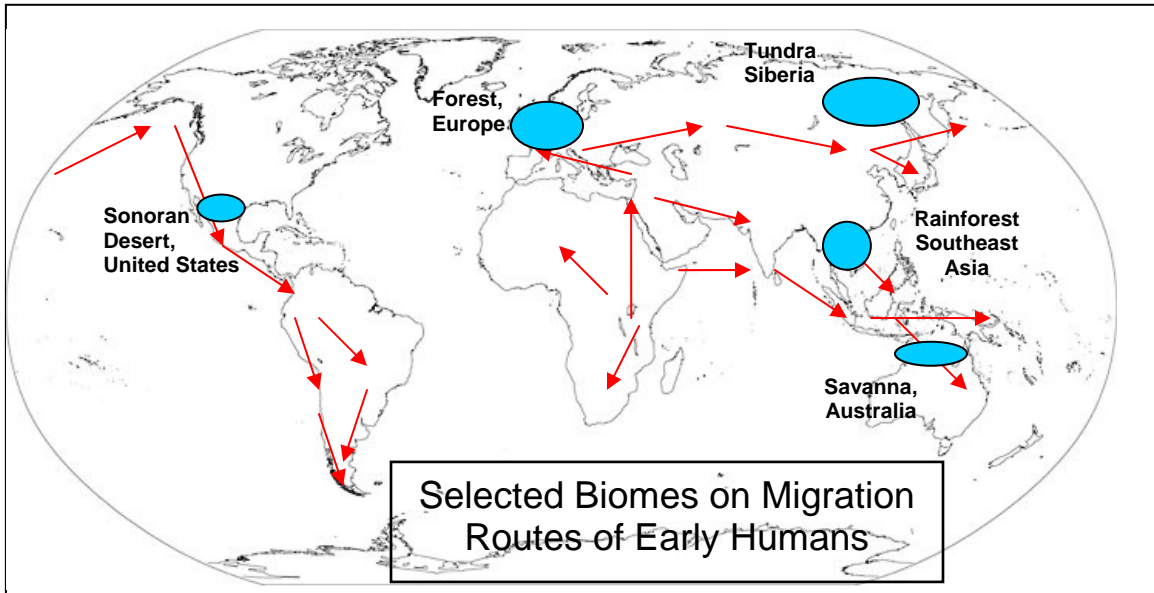 Tundra
Siberia
Forest,
Europe
Sonoran
Desert,
United States
Rainforest
Southeast
Asia
Savanna,
Australia
Selected Biomes on Migration
Routes of Early Humans